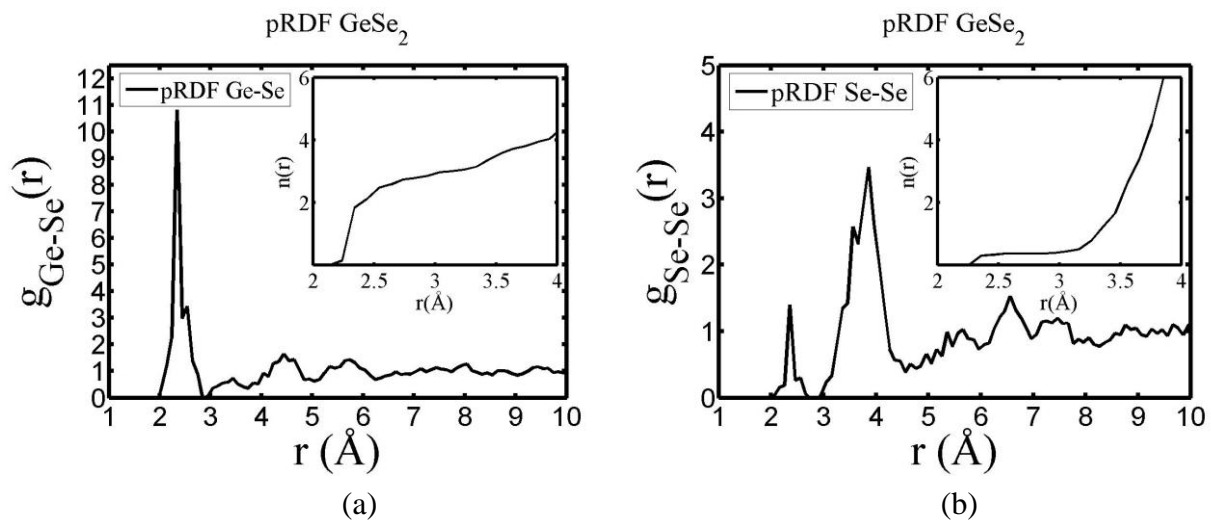 pRDF GeSe2
12
11
10
9
8
7
6
5
4
3
2
1
0
gGe-Se(r)
pRDF Ge-Se
6
4
2
n(r)
2 2.5 3 3.5 4
r(Å)
1 2 3 4 5 6 7 8 9 10
r (Å)
(a)
pRDF GeSe2
5
4
3
2
1
0
gSe-Se(r)
pRDF Se-Se
6
4
2
n(r)
2 2.5 3 3.5 4
r(Å)
1 2 3 4 5 6 7 8 9 10
r (Å)
(b)